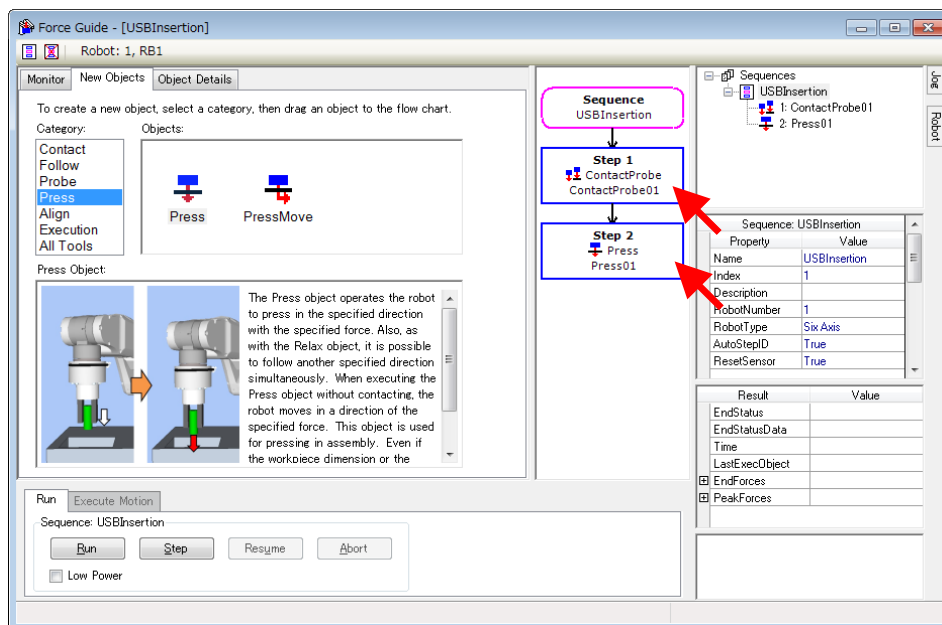 Force Guide - [USBInsertion]
Robot: 1, RB1
Monitor
New Objects
Object Details
To create a new object, select a category, then drag an object to the flow chart.
Category:
Objects:
Contact
Follow
Probe
Press
Align
Execution
All Tools
Press
PressMove
Press Object:
The Press object operates the robot
to press in the specified direction
with the specified force. Also, as
with the Relax object, it is possible
to follow another specified direction
simultaneously. When executing the
Press object without contacting, the
robot moves in a direction of the
specified force. This object is used
for pressing in assembly. Even if
the workpiece dimension or the
Sequence
USBInsertion
Step 1
ContactProbe
ContactProbe01
Step 2
Press
Press01
Sequences
USBInsertion
1: ContactProbe01
2: Press01
Jog
Robot
Sequence: USBInsertion
Property Value
Name USBInsertion
Index 1
Description
RobotNumber 1
RobotType Six Axis
AutoStepID True
ResetSensor True
Result Value
EndStatus
EndStatusData
Time
LastExecObject
EndForces
PeakForces
Run
Execute Motion
Sequence: USBInsertion
Run
Step
Resume
Abort
Low Power